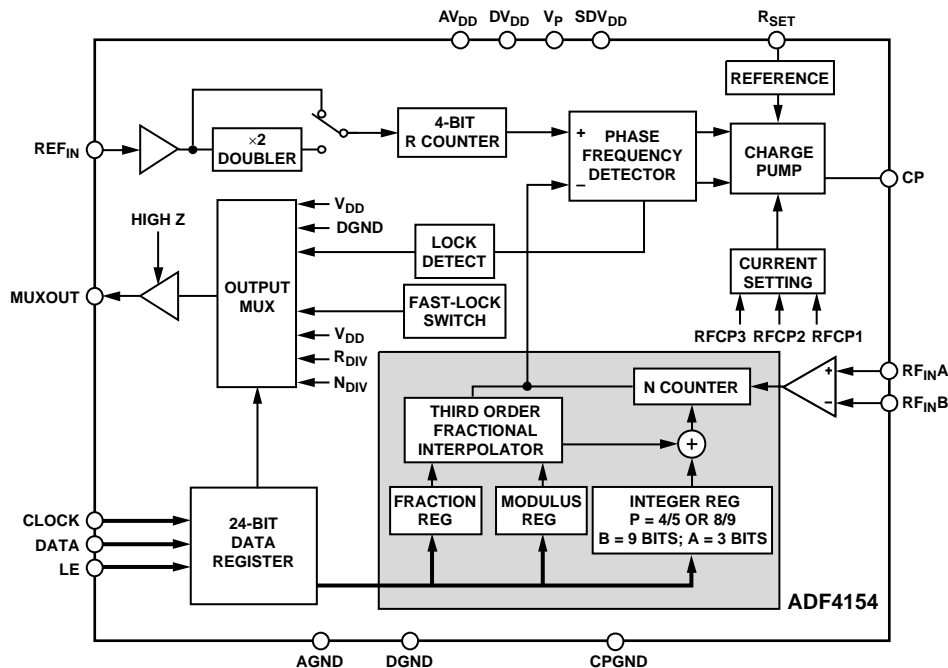 AVDD DVDD VP SDVDD RSET
REFERENCE
REFIN
×2
DOUBLER
4-BIT
R COUNTER
+
–
PHASE
FREQUENCY
DETECTOR
CHARGE
PUMP
CP
HIGH Z
VDD
DGND
LOCK
DETECT
CURRENT
SETTING
MUXOUT
OUTPUT
MUX
FAST-LOCK
SWITCH
RFCP3 RFCP2 RFCP1
VDD
RDIV
NDIV
N COUNTER
+
–
RFINA
RFINB
THIRD ORDER
FRACTIONAL
INTERPOLATOR
+
FRACTION
REG
MODULUS
REG
INTEGER REG
P = 4/5 OR 8/9
B = 9 BITS; A = 3 BITS
CLOCK
DATA
LE
24-BIT
DATA
REGISTER
ADF4154
AGND DGND CPGND